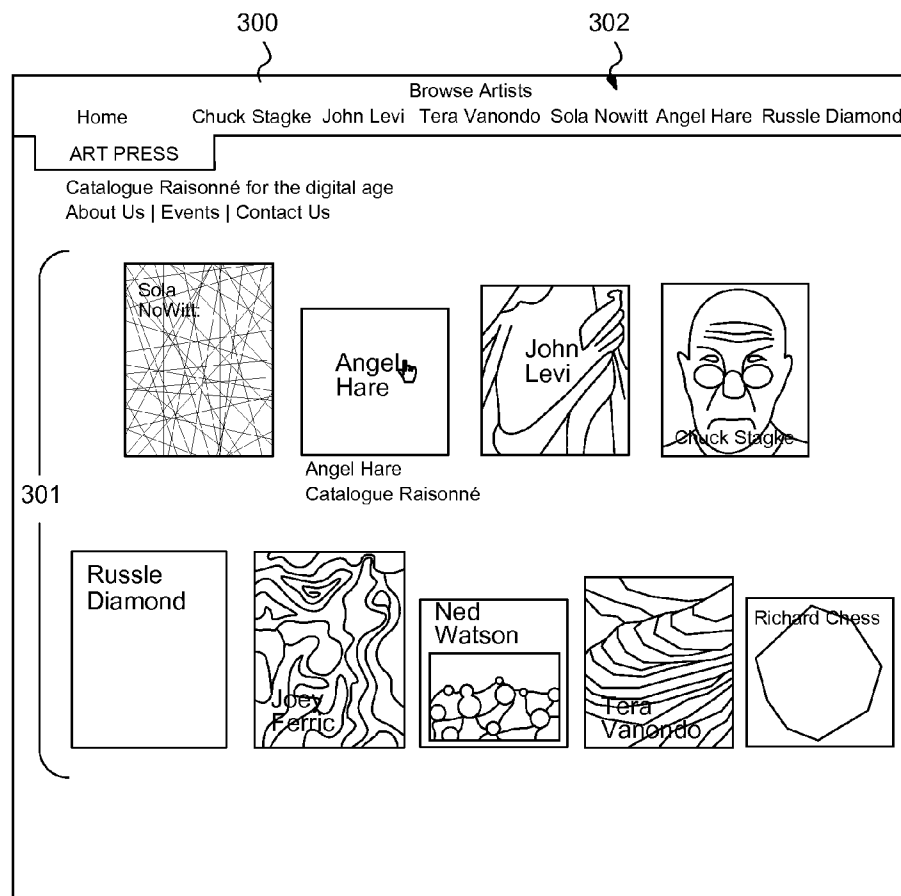 300
302
Browse Artists
Home Chuck Stagke John Levi Tera Vanondo Sola Nowitt Angel Hare Russle Diamond
ART PRESS
Catalogue Raisonné for the digital age
About Us | Events | Contact Us
Sola
NoWitt:
Angel
Hare
John
Levi
Chuck Stagke
Angel Hare
Catalogue Raisonné
301
Russle
Diamond
Joey
Ferric
Ned
Watson
Tera
Vanondo
Richard Chess